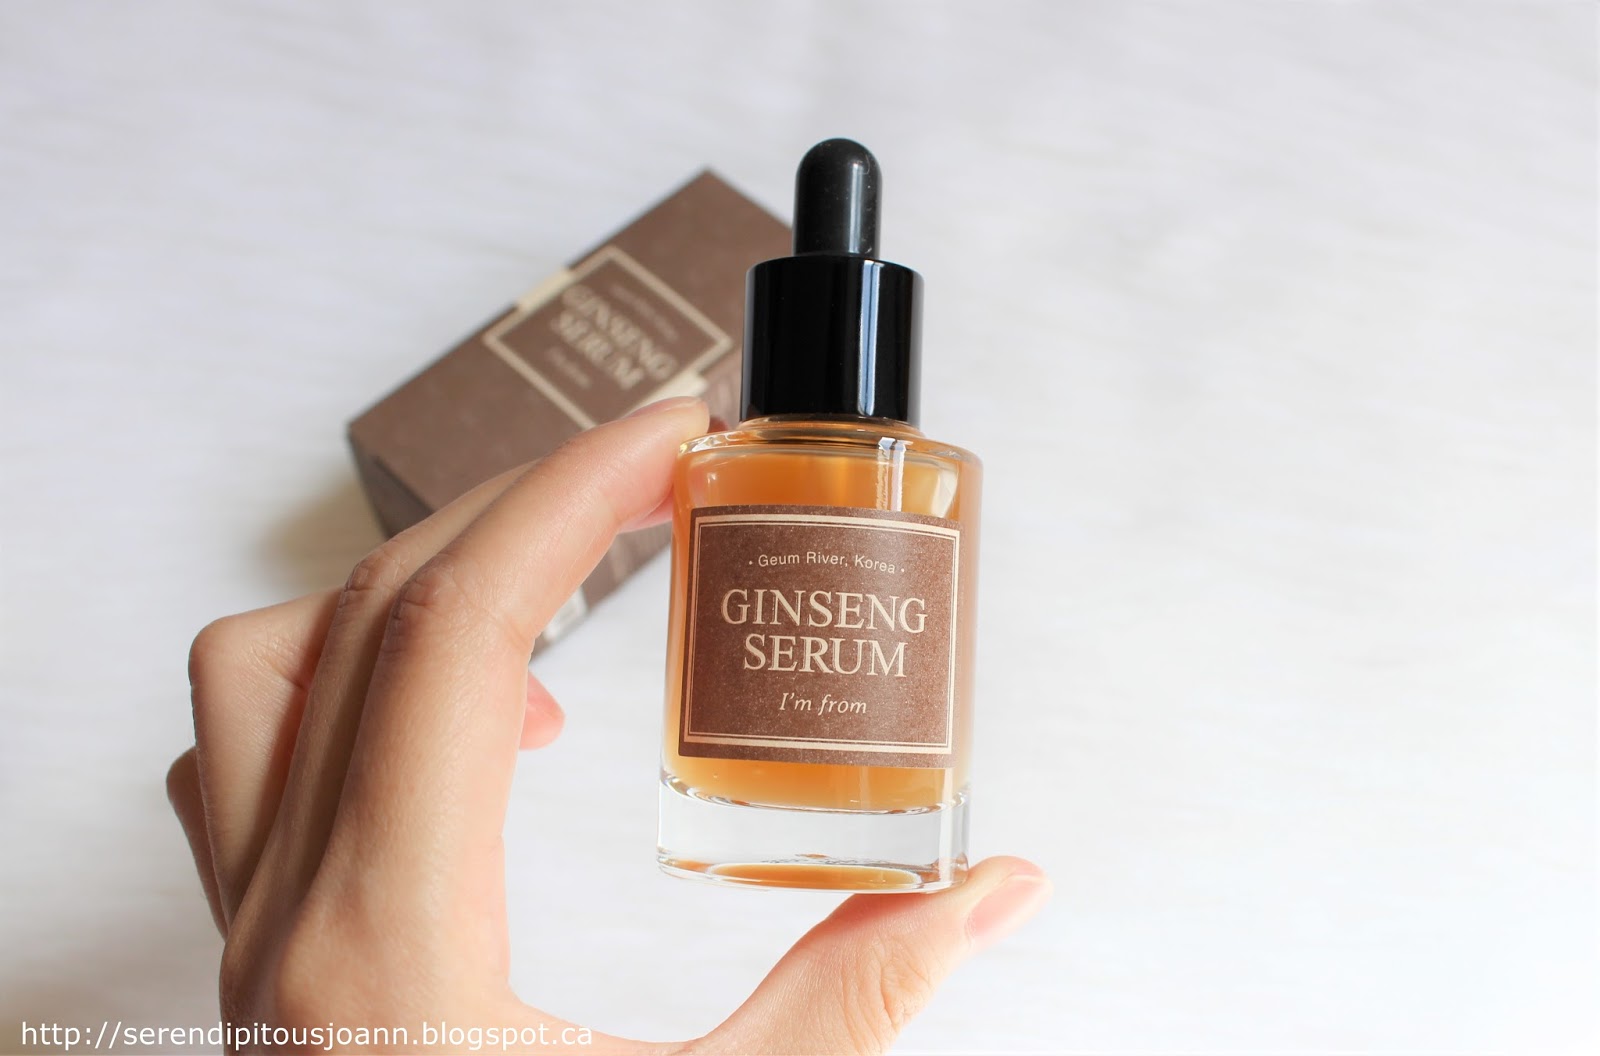 GINSENG
SERUM
• Geum River, Korea •
GINSENG
SERUM
I'm from
http://serendipitousjoann.blogspot.ca